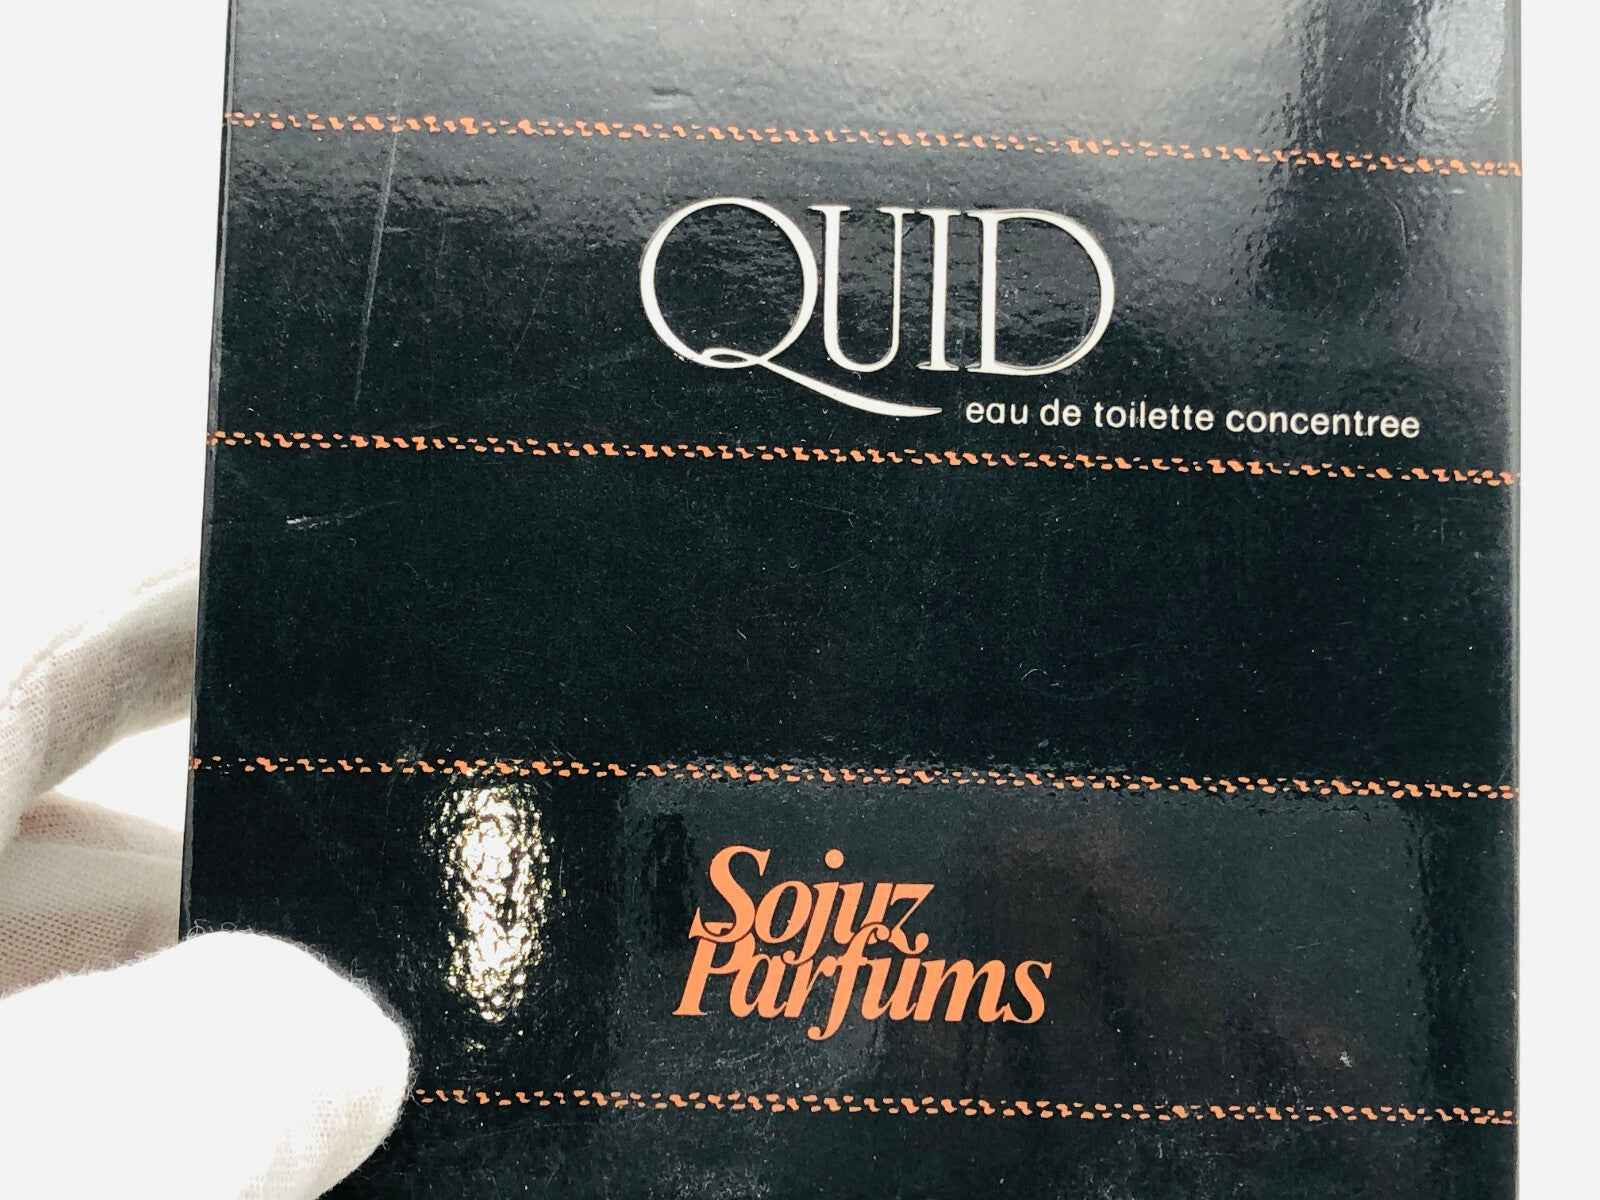 QUID
eau de toilette concentree
Sojuz
Parfums